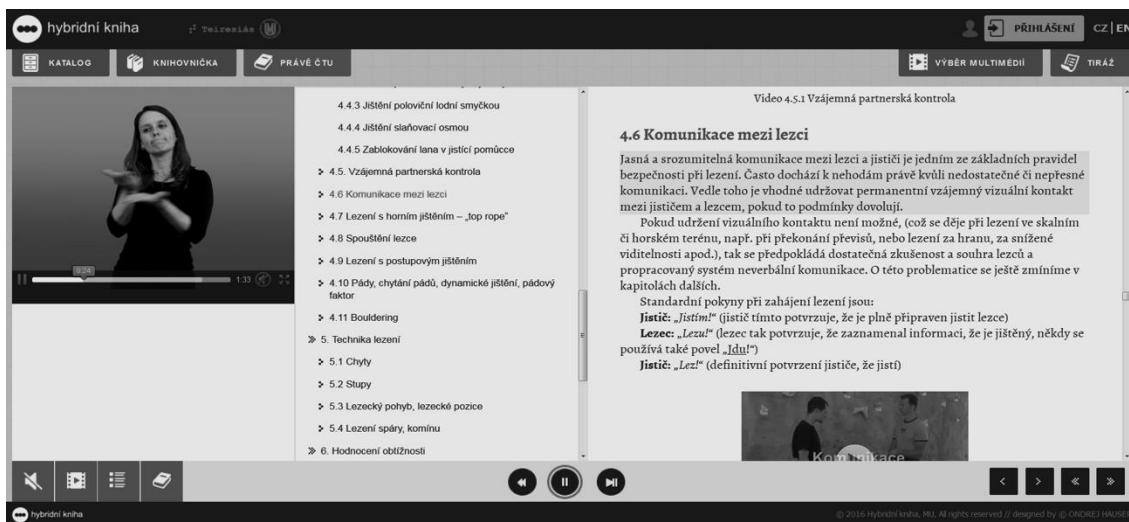 hybridní kniha
Teiresiás
PŘIHLÁŠENÍ
CZ | EN
KATALOG
KNIHOVNIČKA
PRÁVĚ ČTU
VÝBĚR MULTIMÉDIÍ
TIRÁŽ
0:24
1:33
4.4.3 Jištění poloviční lodní smyčkou
4.4.4 Jištění slaňovací osmou
4.4.5 Zablokování lana v jistící pomůcce
4.5. Vzájemná partnerská kontrola
4.6 Komunikace mezi lezci
4.7 Lezení s horním jištěním – „top rope"
4.8 Spouštění lezce
4.9 Lezení s postupovým jištěním
4.10 Pády, chytání pádů, dynamické jištění, pádový
faktor
4.11 Bouldering
5. Technika lezení
5.1 Chyty
5.2 Stupy
5.3 Lezecký pohyb, lezecké pozice
5.4 Lezení spáry, komínu
6. Hodnocení obtížnosti
Video 4.5.1 Vzájemná partnerská kontrola
4.6 Komunikace mezi lezci
Jasná a srozumitelná komunikace mezi lezci a jističi je jedním ze základních pravidel
bezpečnosti při lezení. Často dochází k nehodám právě kvůli nedostatečné či nepřesné
komunikaci. Vedle toho je vhodné udržovat permanentní vzájemný vizuální kontakt
mezi jističem a lezcem, pokud to podmínky dovolují.
Pokud udržení vizuálního kontaktu není možné, (což se děje při lezení ve skalním
či horském terénu, např. při překonání převisů, nebo lezení za hranu, za snížené
viditelnosti apod.), tak se předpokládá dostatečná zkušenost a souhra lezců a
propracovaný systém neverbální komunikace. O této problematice se ještě zmíníme v
kapitolách dalších.
Standardní pokyny při zahájení lezení jsou:
Jistič: „Jistím!" (jistič tímto potvrzuje, že je plně připraven jistit lezce)
Lezec: „Lezu!" (lezec tak potvrzuje, že zaznamenal informaci, že je jištěný, někdy se
používá také povel „Jdu!")
Jistič: „Lez!" (definitivní potvrzení jističe, že jistí)
Komunikace
hybridní kniha
© 2016 Hybridní kniha, MU, All rights reserved // designed by © ONDREJ HAUSE